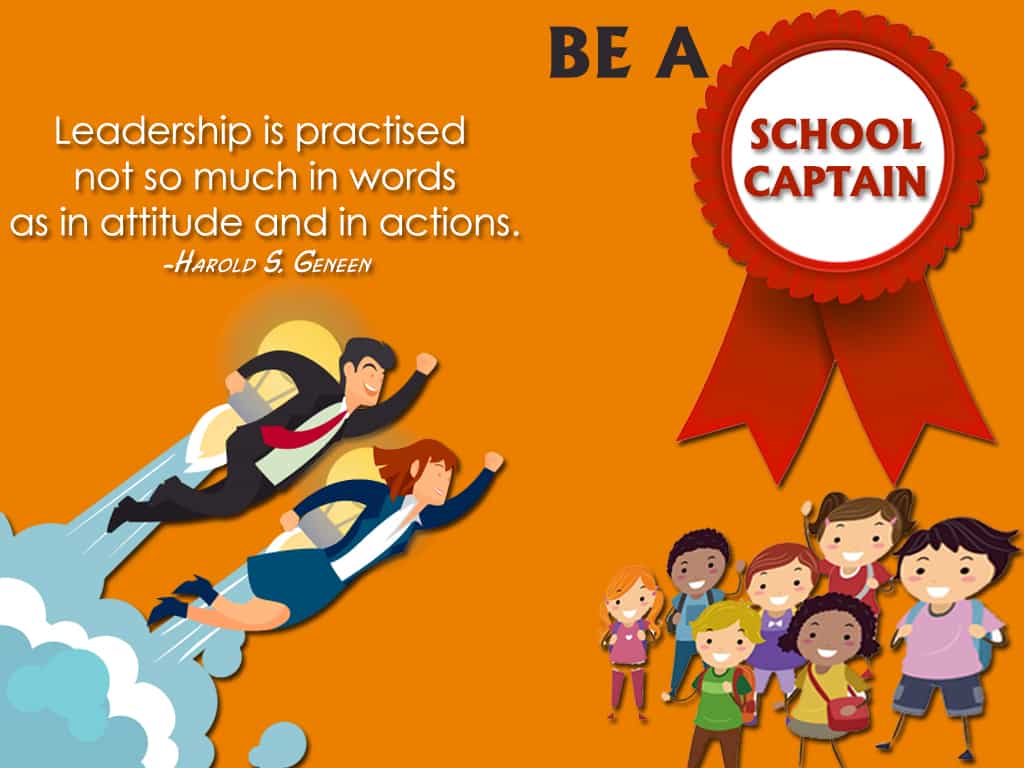 BE A
SCHOOL
CAPTAIN
Leadership is practised
not so much in words
as in attitude and in actions.
-Harold S. Geneen